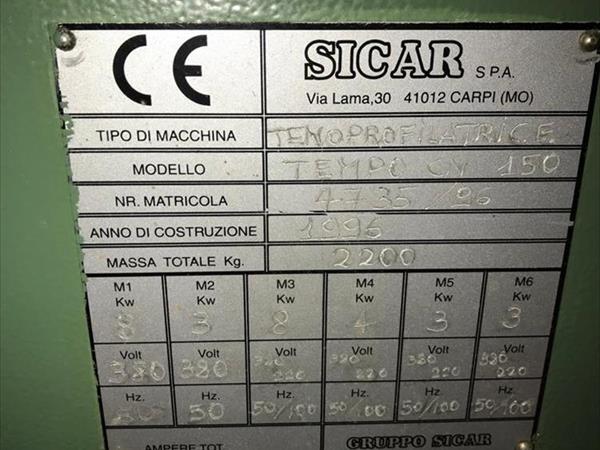 CE SICAR S P.A.
Via Lama,30 41012 CARPI (MO)
TIPO DI MACCHINA TENOPROFILATRICE
MODELLO TEMPO CN 150
NR. MATRICOLA 4735/96
ANNO DI COSTRUZIONE 1996
MASSA TOTALE Kg. 2200
M1 M2 M3 M4 M5 M6
Kw Kw Kw Kw Kw Kw
8 3 8 4 3 3
Volt Volt Volt Volt Volt Volt
380 380 380 380 380 380
220 220 220 220
Hz. Hz. Hz. Hz. Hz. Hz.
50 50/100 50/100 50/100 50/100
AMPERE TOT. GRUPPO SICAR